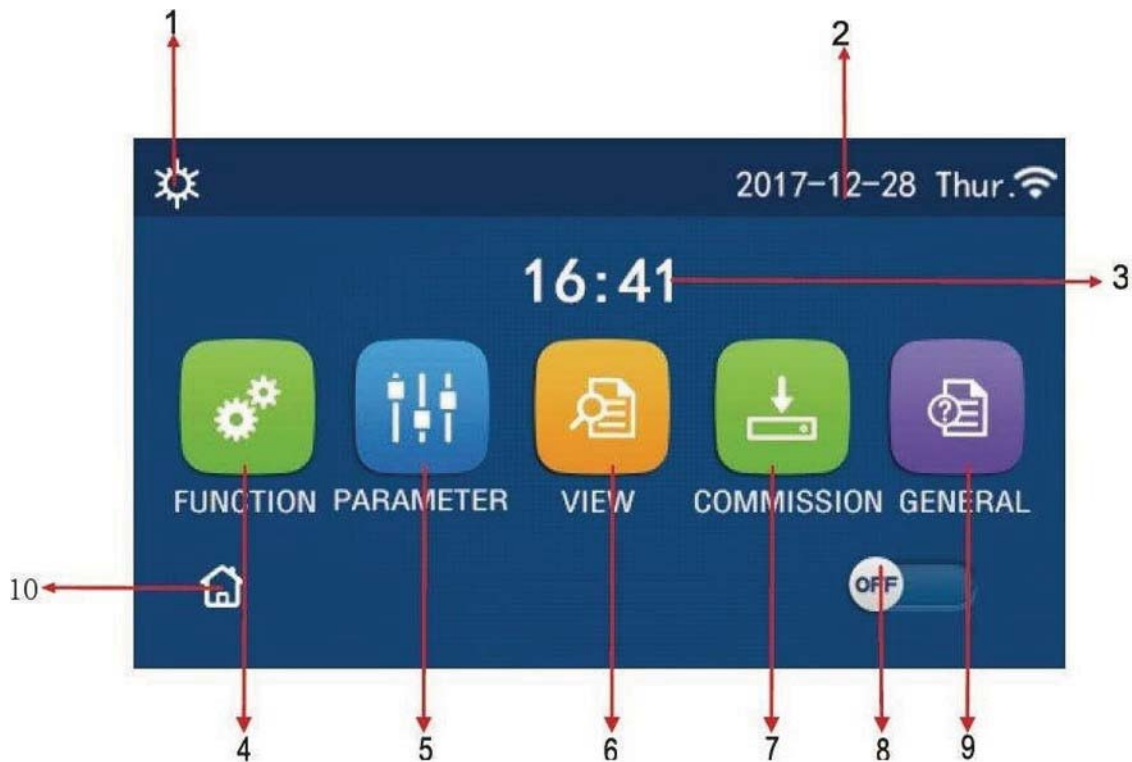 1 2
2017-12-28 Thur.
16:41 3
FUNCTION PARAMETER VIEW COMMISSION GENERAL
10 OFF
4 5 6 7 8 9